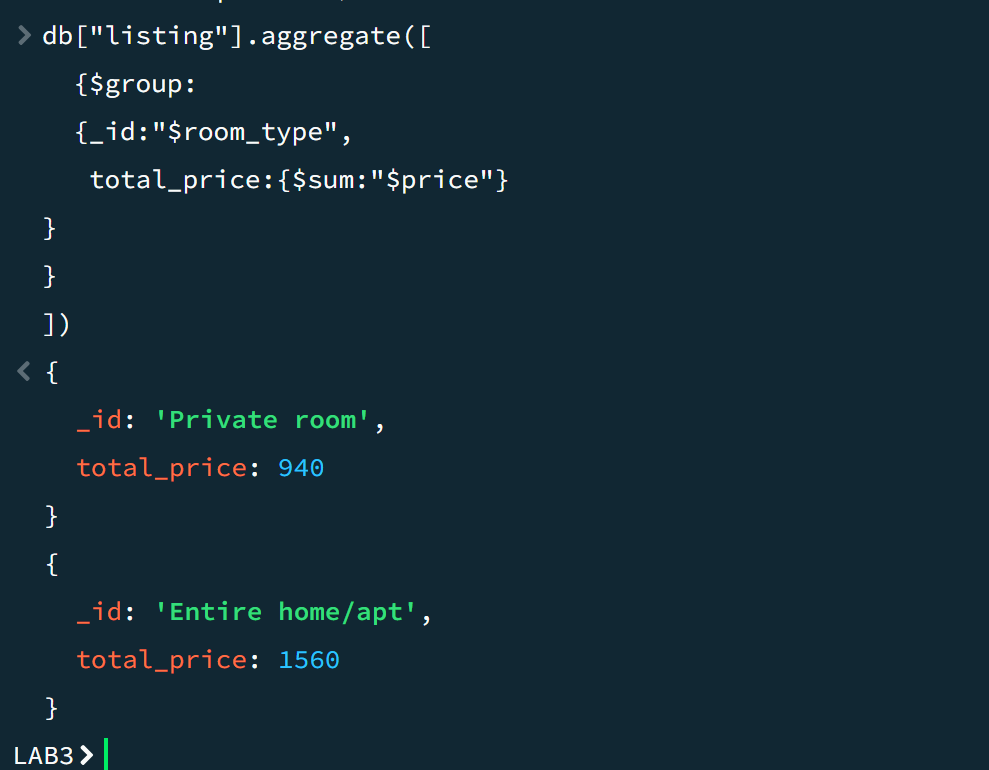 db["listing"].aggregate([
{$group:
{_id:"$room_type",
total_price:{$sum:"$price"}
}
}
])
{
_id: 'Private room',
total_price: 940
}
{
_id: 'Entire home/apt',
total_price: 1560
}
LAB3>